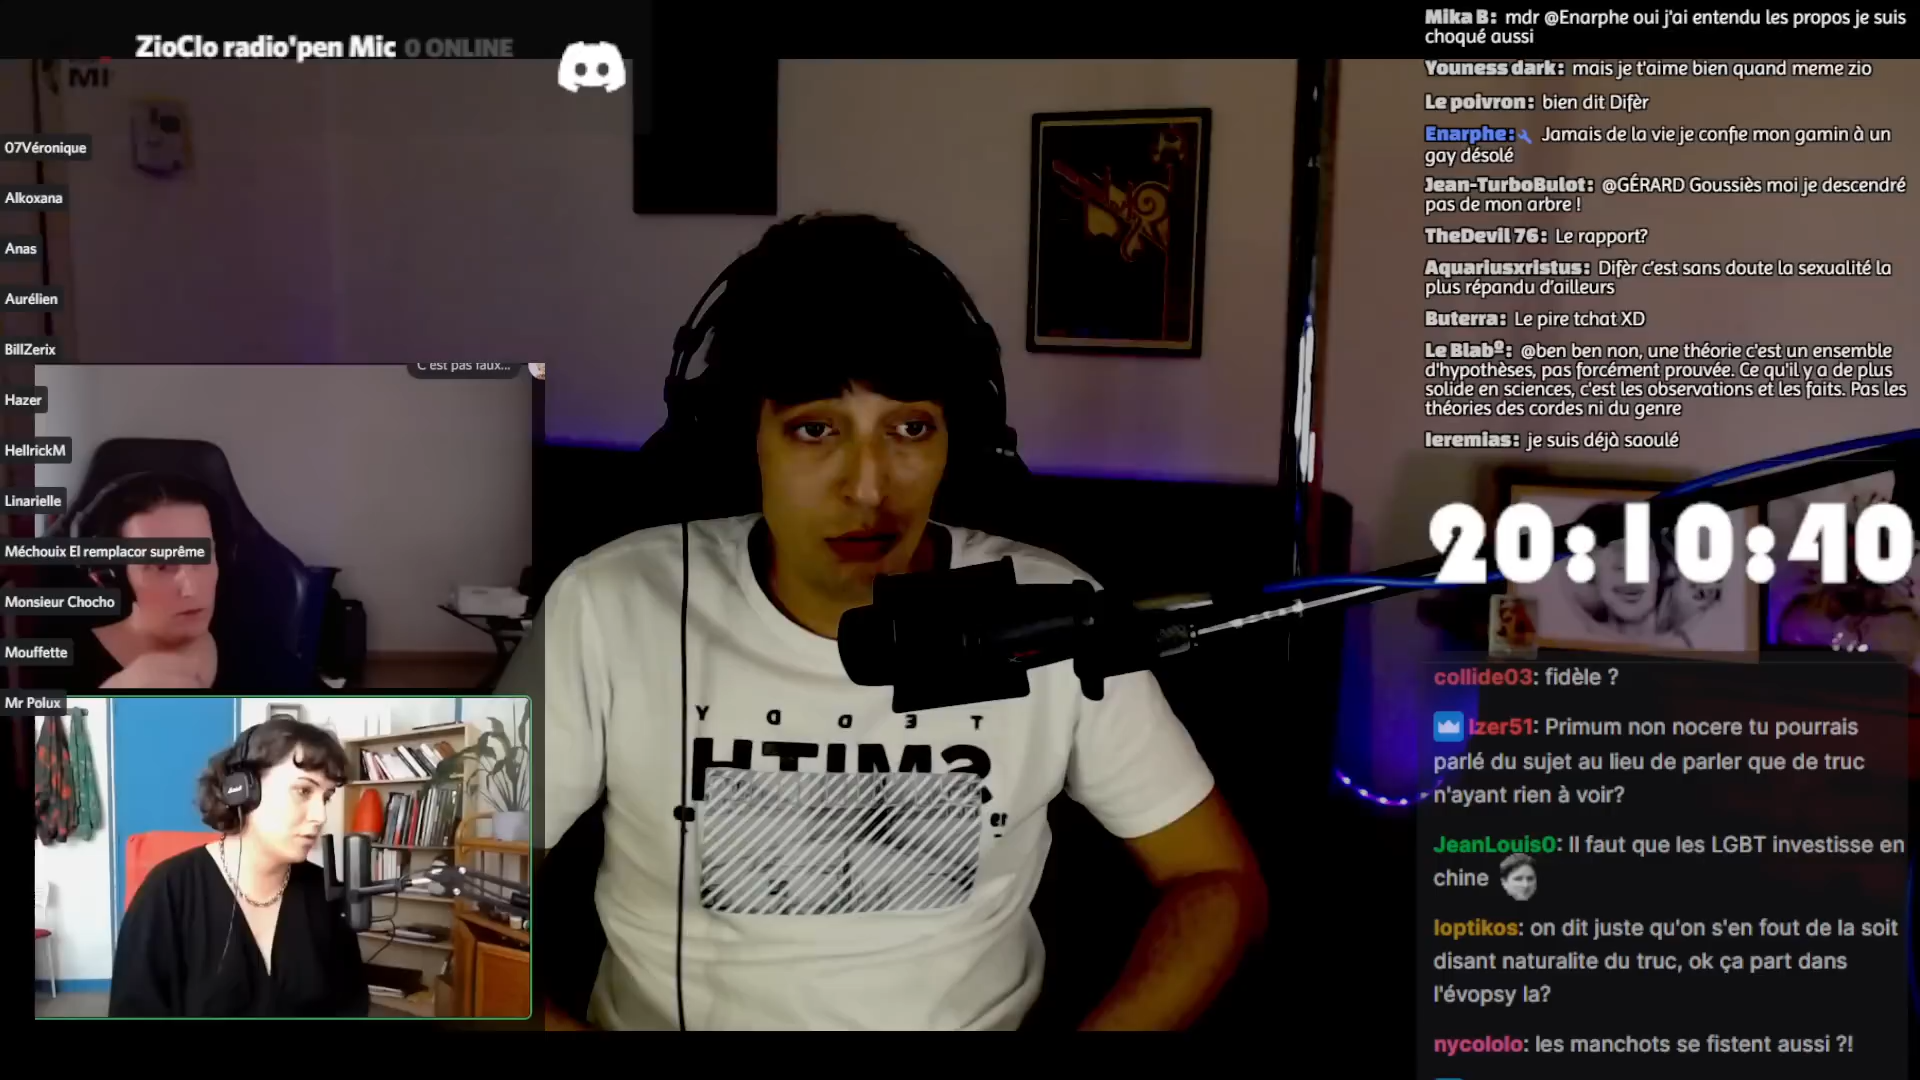 ZioClo radio'pen Mic 0 ONLINE
MI
07Véronique
Alkoxana
Anas
Aurélien
BillZerix
C'est pas faux...
Hazer
HellrickM
Linarielle
Méchouix El remplacor suprême
Monsieur Chocho
Mouffette
Mr Polux
TEDDY
SMITH
Mika B: mdr @Enarphe oui j'ai entendu les propos je suis
choqué aussi
Youness dark: mais je t'aime bien quand meme zio
Le poivron: bien dit Difèr
Enarphe: Jamais de la vie je confie mon gamin à un
gay désolé
Jean-TurboBulot: @GÉRARD Goussiès moi je descendré
pas de mon arbre !
TheDevil 76: Le rapport?
Aquariusxristus: Difèr c'est sans doute la sexualité la
plus répandu d'ailleurs
Buterra: Le pire tchat XD
Le Blabº: @ben ben non, une théorie c'est un ensemble
d'hypothèses, pas forcément prouvée. Ce qu'il y a de plus
solide en sciences, c'est les observations et les faits. Pas les
théories des cordes ni du genre
Ieremias: je suis déjà saoulé
20:10:40
collide03: fidèle ?
Izer51: Primum non nocere tu pourrais
parlé du sujet au lieu de parler que de truc
n'ayant rien à voir?
JeanLouis0: Il faut que les LGBT investisse en
chine
loptikos: on dit juste qu'on s'en fout de la soit
disant naturalite du truc, ok ça part dans
l'évopsy la?
nycololo: les manchots se fistent aussi ?!